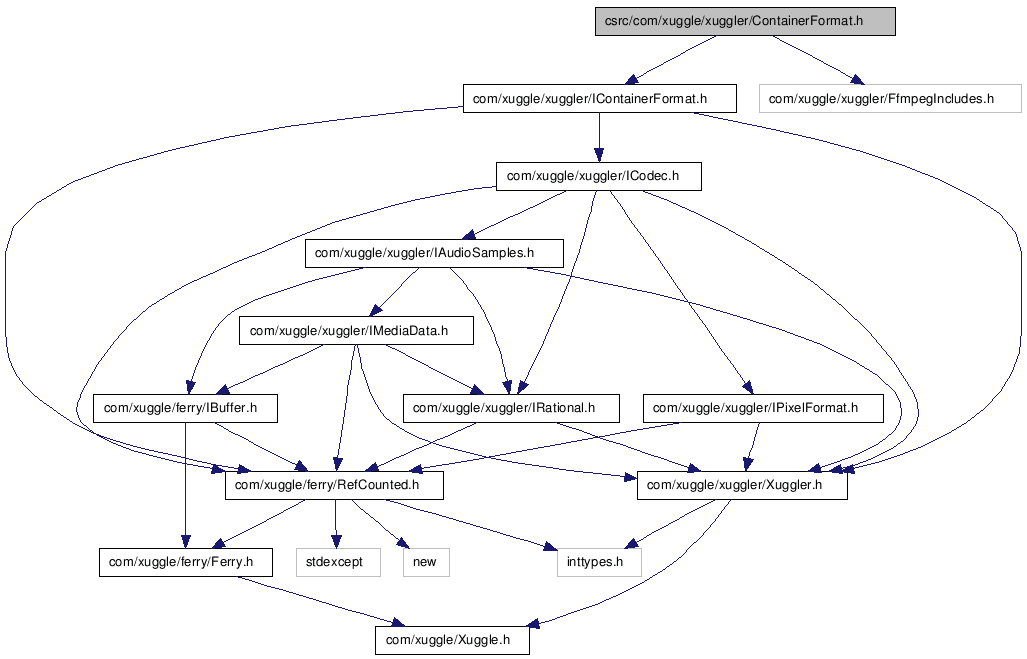 csrc/com/xuggle/xuggler/ContainerFormat.h
com/xuggle/xuggler/IContainerFormat.h
com/xuggle/xuggler/FfmpegIncludes.h
com/xuggle/xuggler/ICodec.h
com/xuggle/xuggler/IAudioSamples.h
com/xuggle/xuggler/IMediaData.h
com/xuggle/ferry/IBuffer.h
com/xuggle/xuggler/IRational.h
com/xuggle/xuggler/IPixelFormat.h
com/xuggle/ferry/RefCounted.h
com/xuggle/xuggler/Xuggler.h
com/xuggle/ferry/Ferry.h
stdexcept
new
inttypes.h
com/xuggle/Xuggle.h